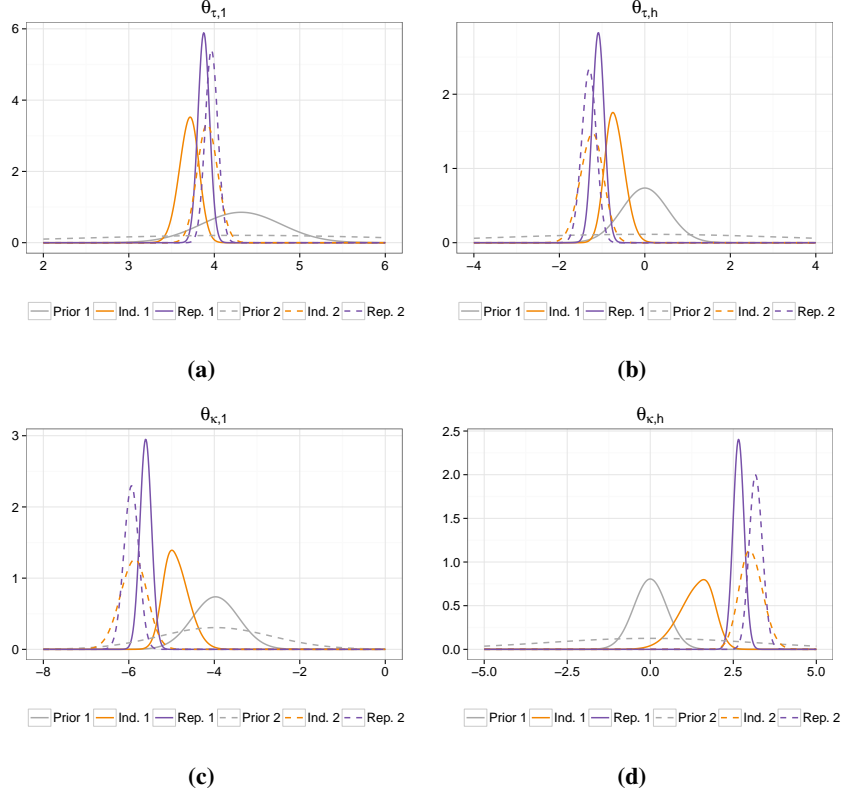 θτ,1
6
4
2
0
2 3 4 5 6
Prior 1 Ind. 1 Rep. 1 Prior 2 Ind. 2 Rep. 2
(a)
θτ,h
2
1
0
−4 −2 0 2 4
Prior 1 Ind. 1 Rep. 1 Prior 2 Ind. 2 Rep. 2
(b)
θκ,1
3
2
1
0
−8 −6 −4 −2 0
Prior 1 Ind. 1 Rep. 1 Prior 2 Ind. 2 Rep. 2
(c)
θκ,h
2.5
2.0
1.5
1.0
0.5
0.0
−5.0 −2.5 0.0 2.5 5.0
Prior 1 Ind. 1 Rep. 1 Prior 2 Ind. 2 Rep. 2
(d)